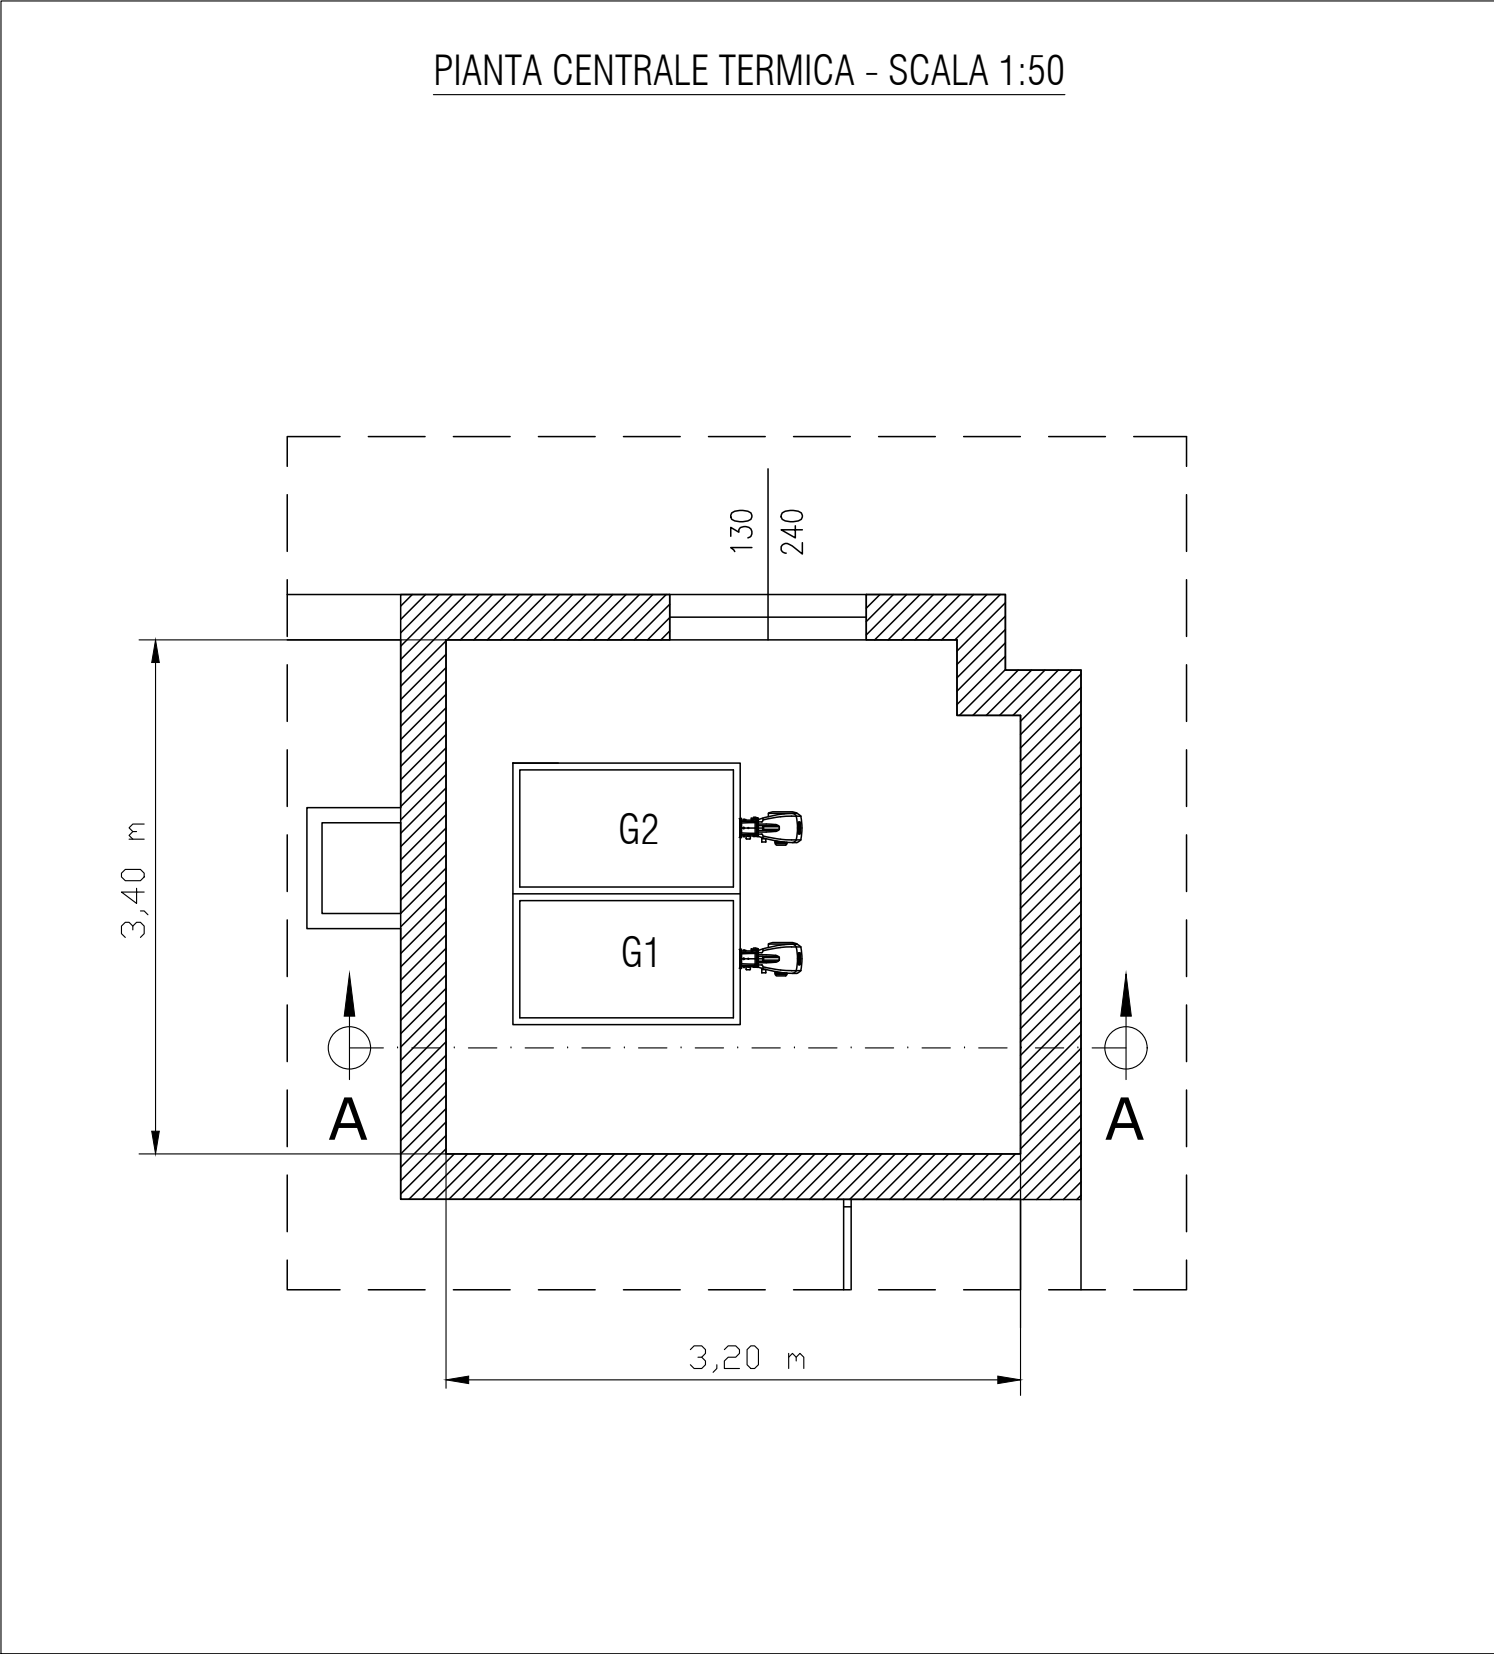 PIANTA CENTRALE TERMICA - SCALA 1:50
130
240
G2
3,40 m
G1
A
A
3,20 m